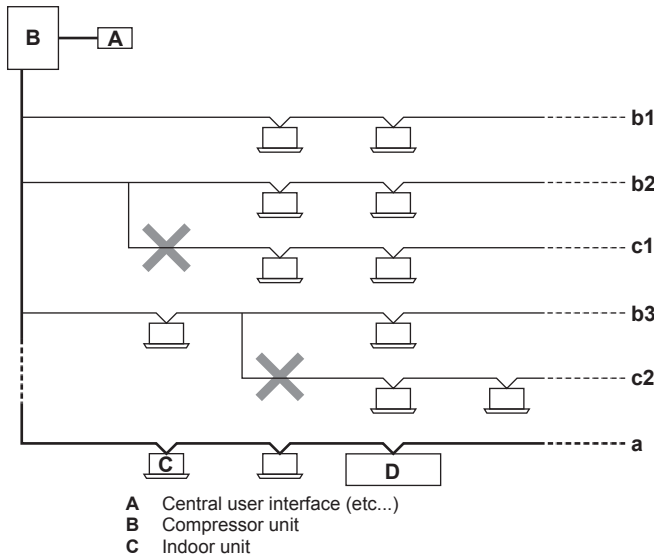 B
A
b1
b2
c1
b3
c2
a
C
D
A Central user interface (etc...)
B Compressor unit
C Indoor unit